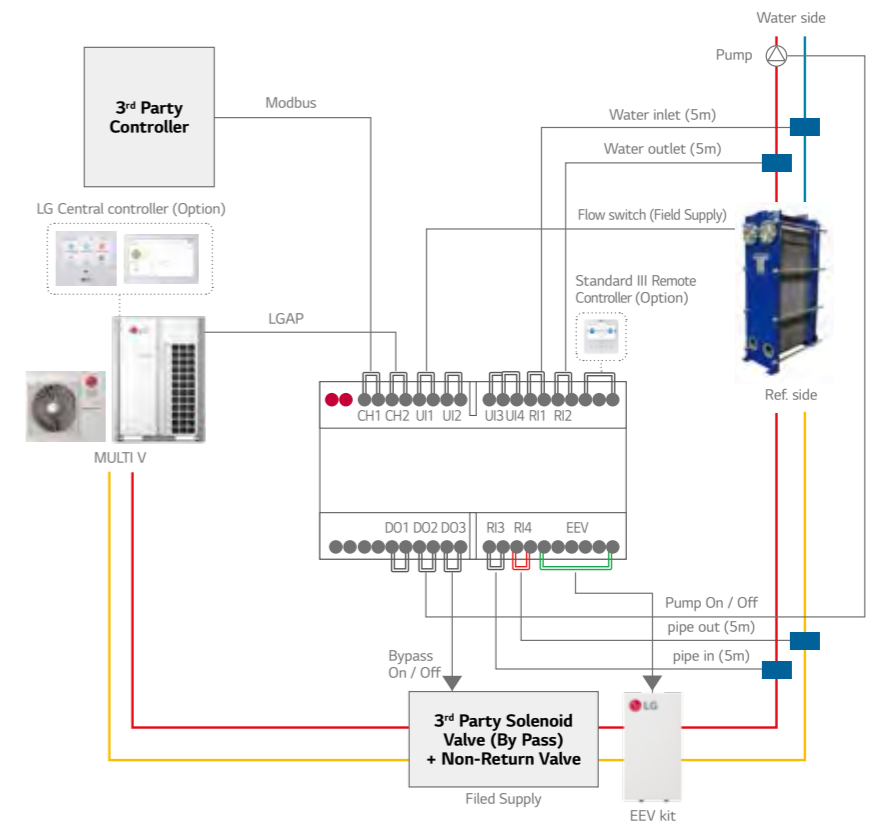 Water side
Pump
3rd Party
Controller
Modbus
Water inlet (5m)
Water outlet (5m)
LG Central controller (Option)
Flow switch (Field Supply)
Standard III Remote
Controller (Option)
LGAP
LG
CH1 CH2 UI1 UI2 UI3 UI4 RI1 RI2
Ref. side
MULTI V
DO1 DO2 DO3 RI3 RI4 EEV
Pump On / Off
pipe out (5m)
pipe in (5m)
Bypass
On / Off
3rd Party Solenoid
Valve (By Pass)
+ Non-Return Valve
LG
Filed Supply
EEV kit